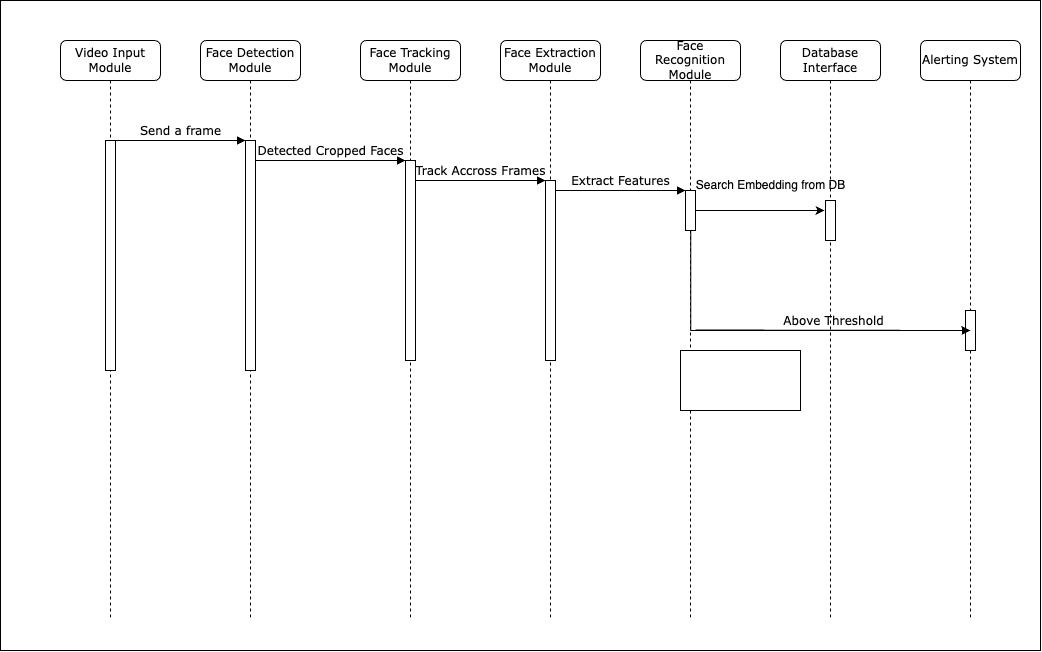 Video Input
Module
Face Detection
Module
Face Tracking
Module
Face Extraction
Module
Face
Recognition
Module
Database
Interface
Alerting System
Send a frame
Detected Cropped Faces
Track Accross Frames
Extract Features
Search Embedding from DB
Above Threshold